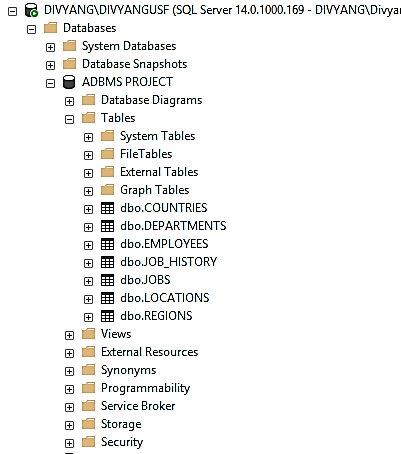 DIVYANG\DIVYANGUSF (SQL Server 14.0.1000.169 - DIVYANG\Divya
Databases
System Databases
Database Snapshots
ADBMS PROJECT
Database Diagrams
Tables
System Tables
FileTables
External Tables
Graph Tables
dbo.COUNTRIES
dbo.DEPARTMENTS
dbo.EMPLOYEES
dbo.JOB_HISTORY
dbo.JOBS
dbo.LOCATIONS
dbo.REGIONS
Views
External Resources
Synonyms
Programmability
Service Broker
Storage
Security